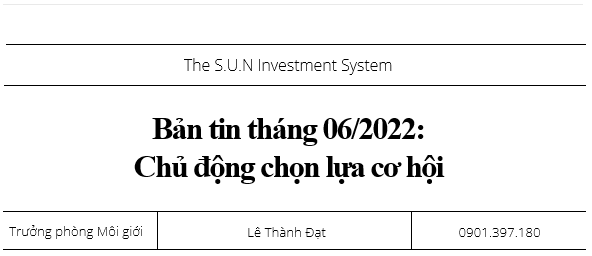 The S.U.N Investment System
Bản tin tháng 06/2022:
Chủ động chọn lựa cơ hội
Trưởng phòng Môi giới
Lê Thành Đạt
0901.397.180